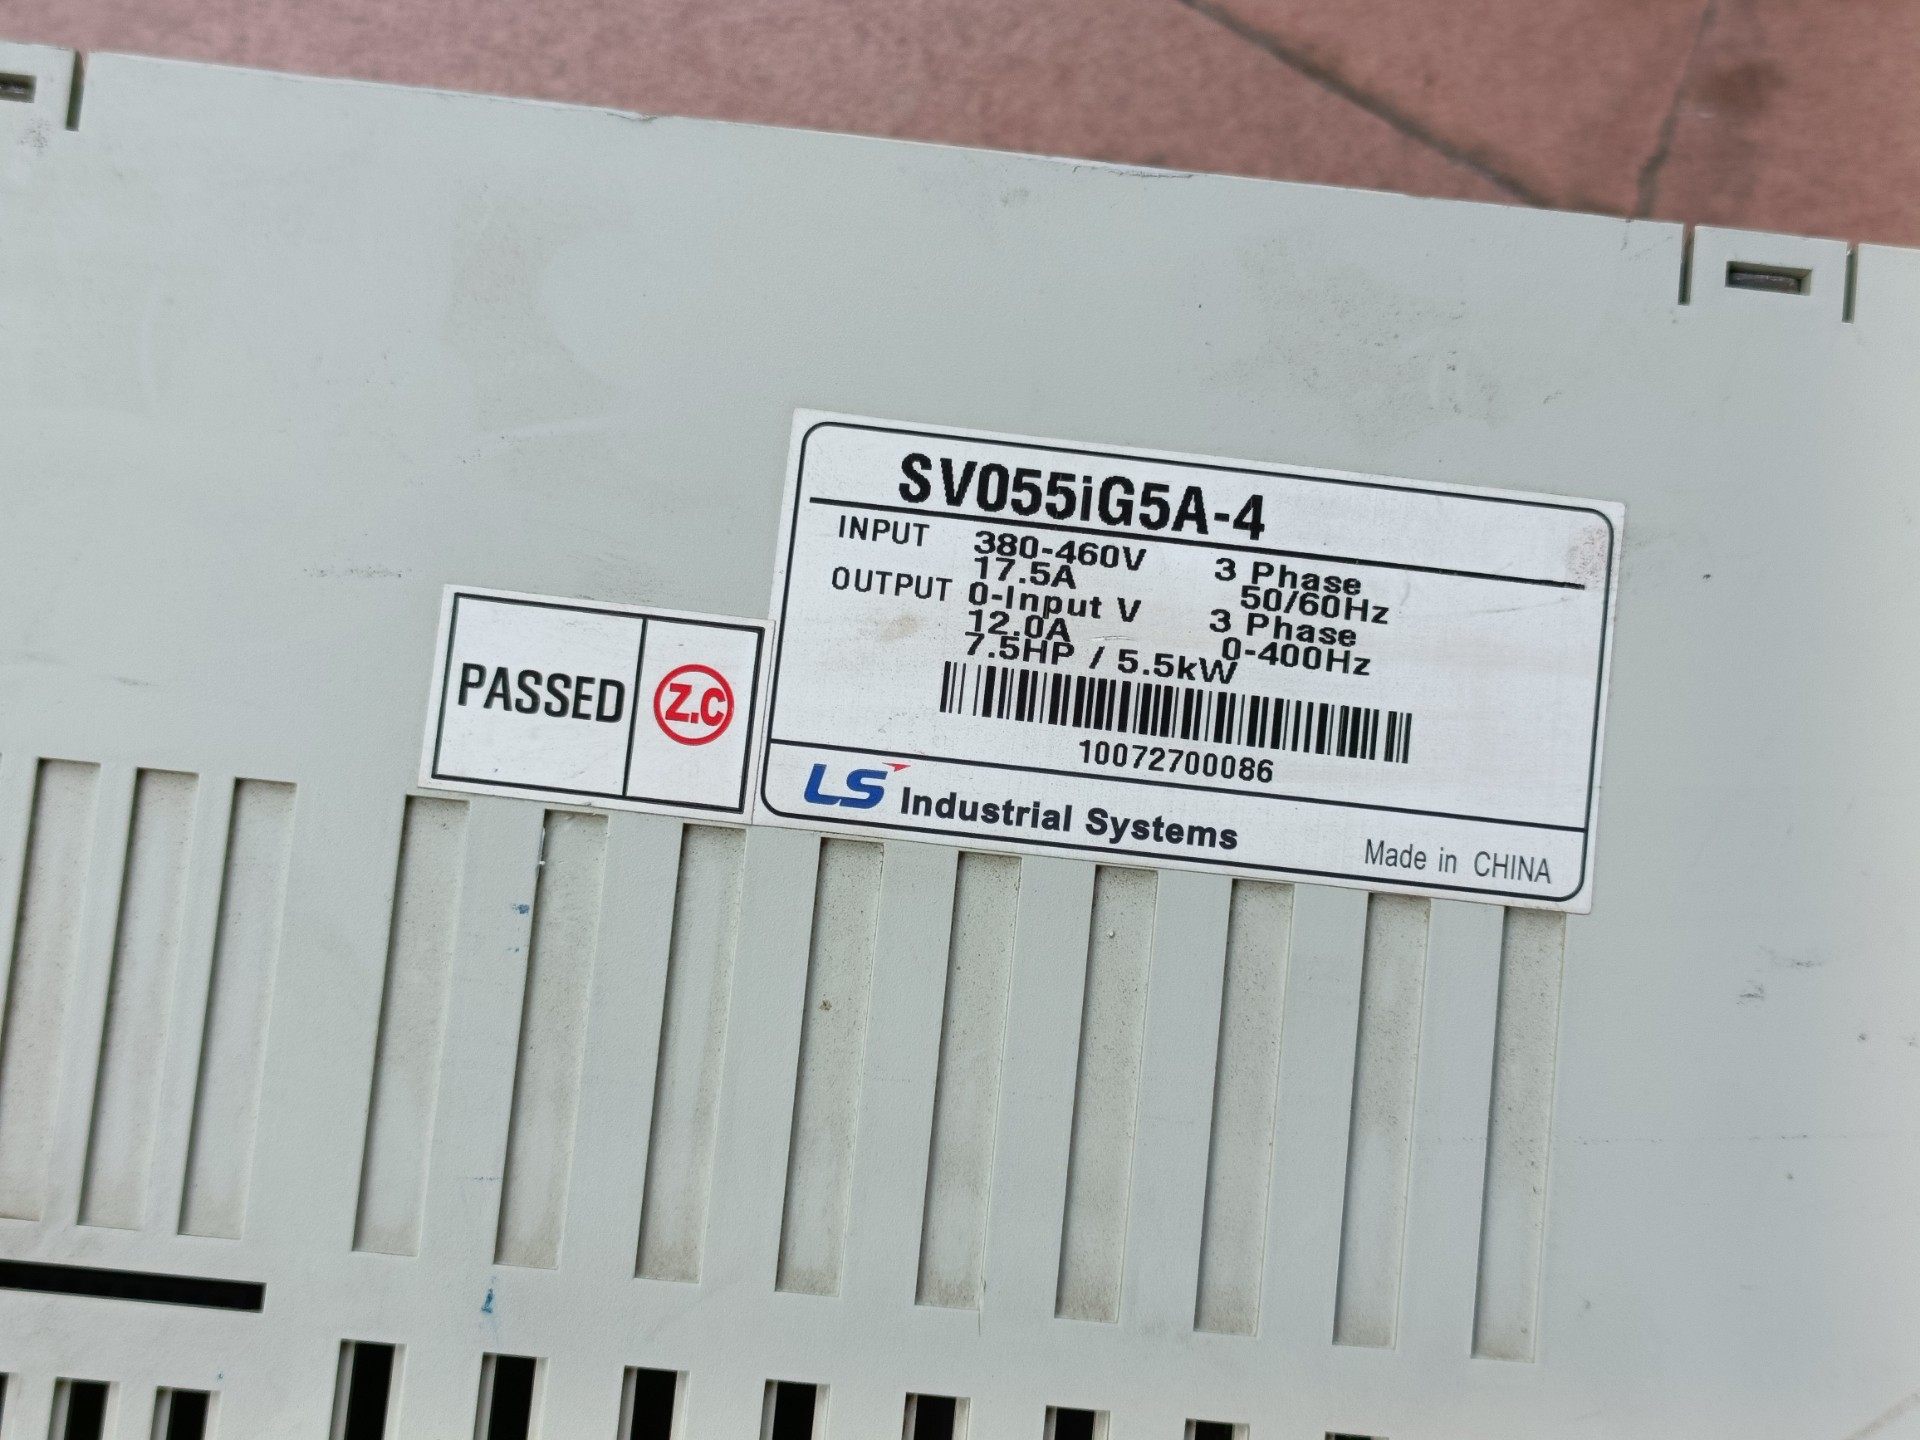 SV055iG5A-4
INPUT 380-460V 3 Phase
17.5A 50/60Hz
OUTPUT 0-Input V 3 Phase
12.0A 0-400Hz
7.5HP / 5.5kW
10072700086
LS Industrial Systems
Made in CHINA
PASSED Z.C